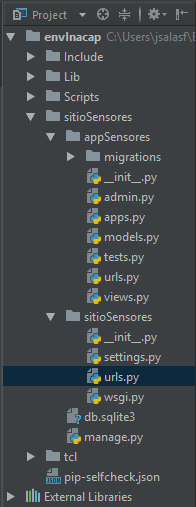 Project
envInacap C:\Users\jsalasf\E
Include
Lib
Scripts
sitioSensores
appSensores
migrations
__init__.py
admin.py
apps.py
models.py
tests.py
urls.py
views.py
sitioSensores
__init__.py
settings.py
urls.py
wsgi.py
db.sqlite3
manage.py
tcl
pip-selfcheck.json
External Libraries